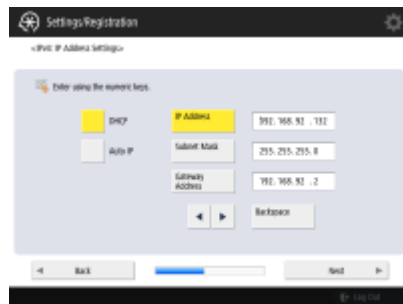 Settings/Registration
<IPv4: IP Address Settings>
Enter using the numeric keys.
DHCP
IP Address
192. 168. 92 . 132
Auto IP
Subnet Mask
255. 255. 255. 0
Gateway
Address
192. 168. 92 . 2
Backspace
Back
Next
Log Out